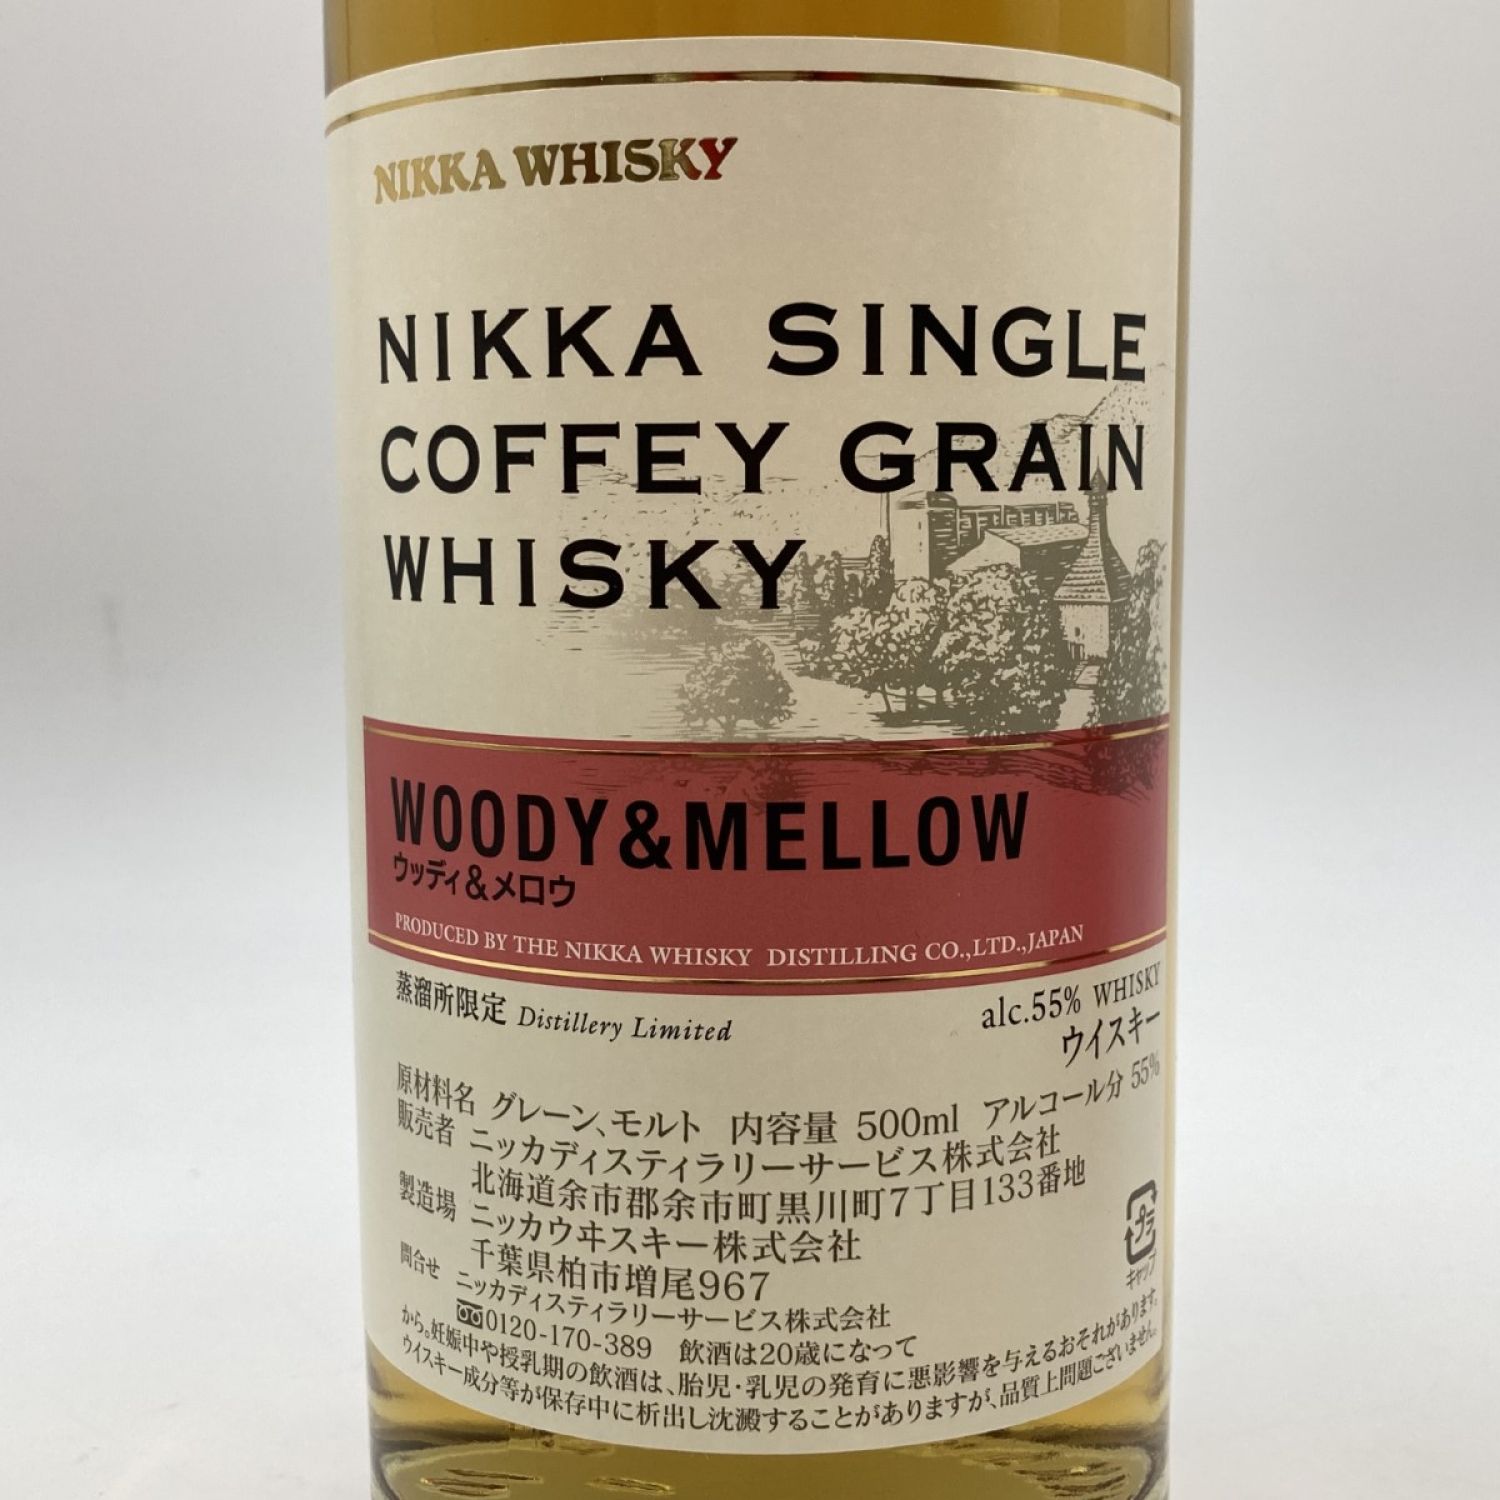 NIKKA WHISKY
NIKKA SINGLE
COFFEY GRAIN
WHISKY
WOODY&MELLOW
ウッディ&メロウ
PRODUCED BY THE NIKKA WHISKY DISTILLING CO.,LTD.,JAPAN
蒸溜所限定 Distillery Limited
alc.55% WHISKY
ウイスキー
原材料名 グレーン、モルト 内容量 500ml アルコール分 55%
販売者 ニッカディスティラリーサービス株式会社
北海道余市郡余市町黒川町7丁目133番地
製造場 ニッカウヰスキー株式会社
千葉県柏市増尾967
問合せ ニッカディスティラリーサービス株式会社
0120-170-389 飲酒は20歳になって
から。妊娠中や授乳期の飲酒は、胎児・乳児の発育に悪影響を与えるおそれがあります。
ウイスキー成分等が保存中に析出し沈澱することがありますが、品質上問題ございません。
プラ
キャップ